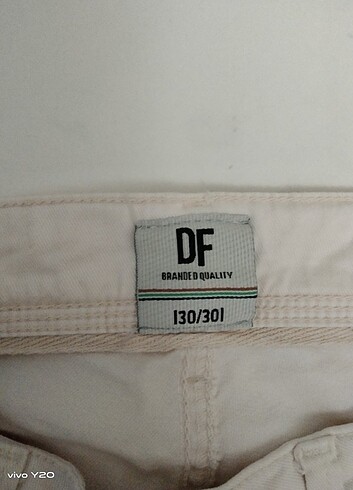 DF
BRANDED QUALITY
130/301
vivo Y20